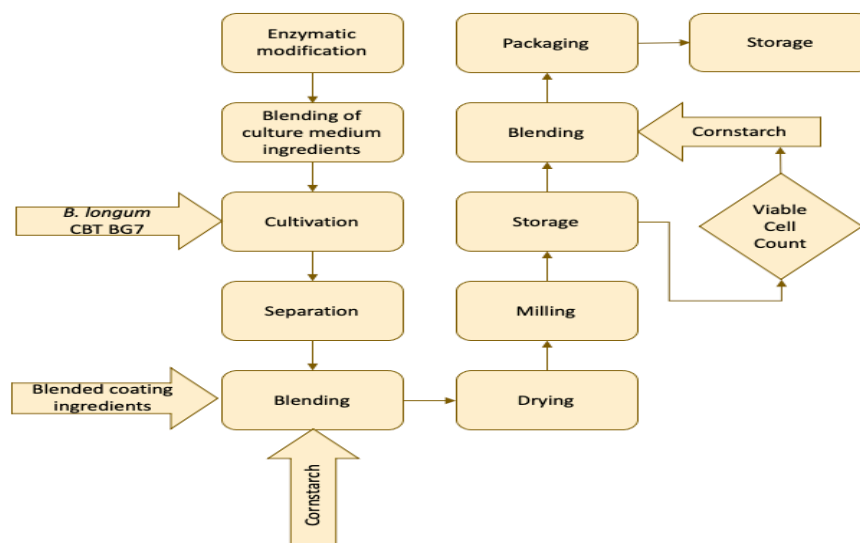 Enzymatic
modification
Blending of
culture medium
ingredients
B. longum
CBT BG7
Cultivation
Separation
Blended coating
ingredients
Blending
Cornstarch
Drying
Milling
Storage
Viable
Cell
Count
Cornstarch
Blending
Packaging
Storage